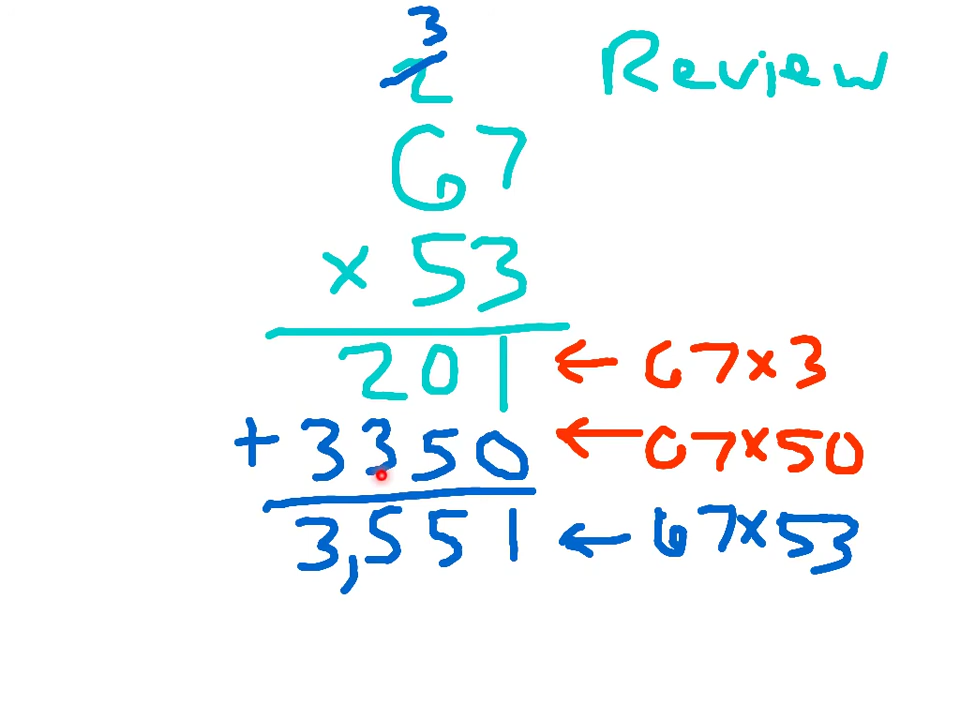 3
2 Review
67
× 53
201 ← 67×3
+ 3350 ← 67×50
3,551 ← 67×53